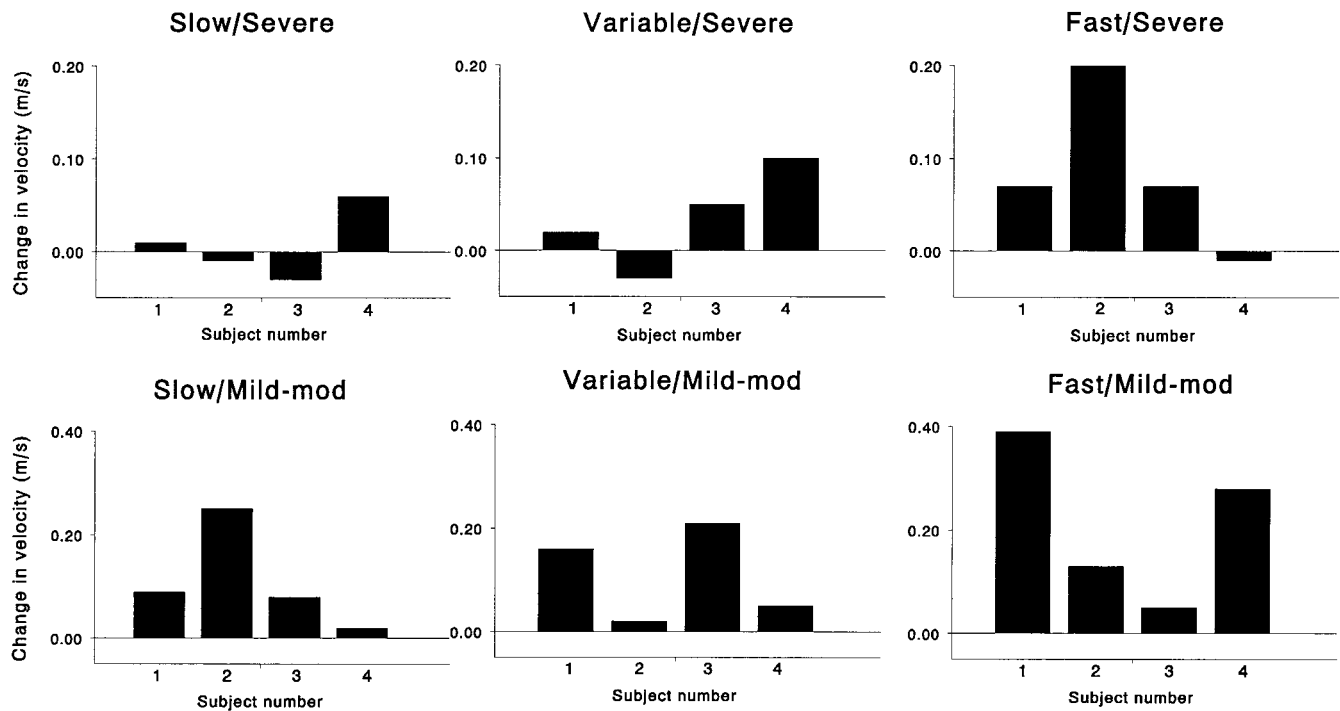 Slow/Severe
Change in velocity (m/s)
0.20
0.10
0.00
1 2 3 4
Subject number
Variable/Severe
0.20
0.10
0.00
1 2 3 4
Subject number
Fast/Severe
0.20
0.10
0.00
1 2 3 4
Subject number
Slow/Mild-mod
Change in velocity (m/s)
0.40
0.20
0.00
1 2 3 4
Subject number
Variable/Mild-mod
0.40
0.20
0.00
1 2 3 4
Subject number
Fast/Mild-mod
0.40
0.20
0.00
1 2 3 4
Subject number